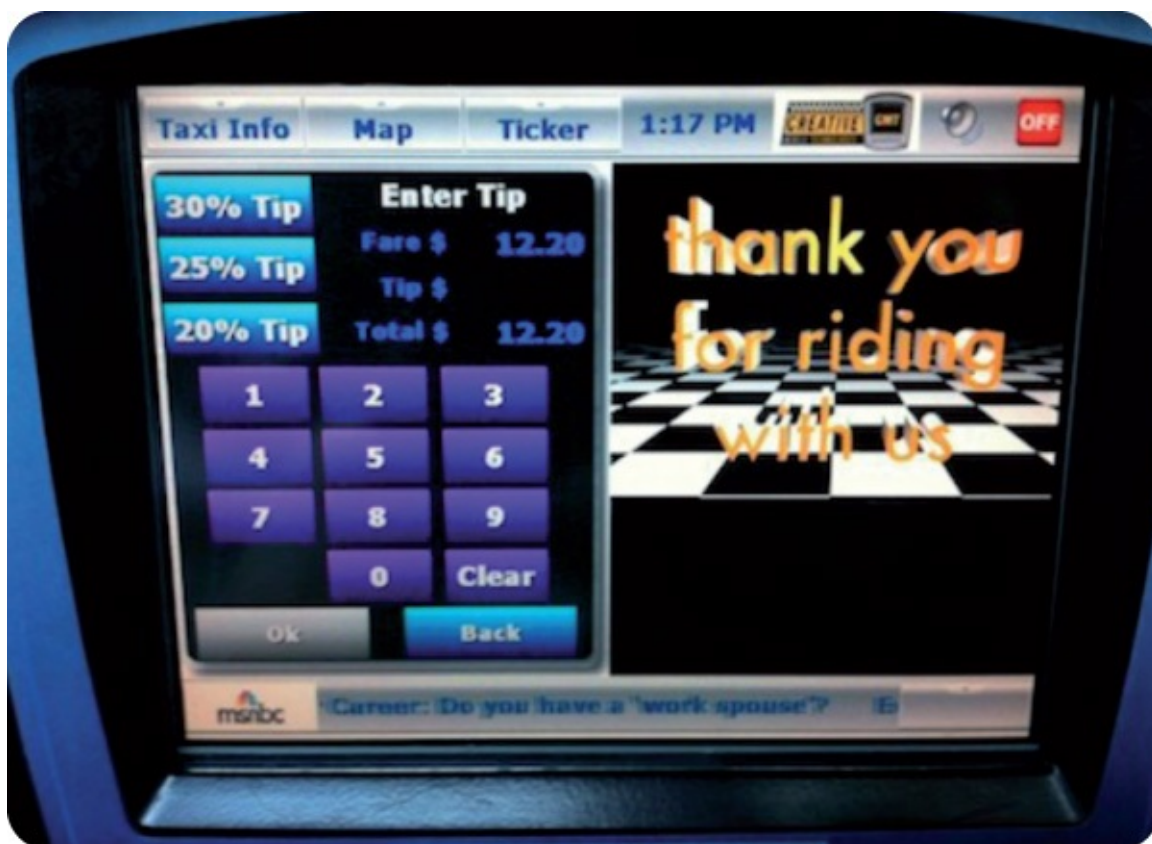 Taxi Info Map Ticker 1:17 PM CREATIVE CMT OFF
30% Tip
25% Tip
20% Tip
Enter Tip
Fare $ 12.20
Tip $
Total $ 12.20
1 2 3
4 5 6
7 8 9
0 Clear
Ok Back
thank you
for riding
with us
msnbc Career: Do you have a 'work spouse'?